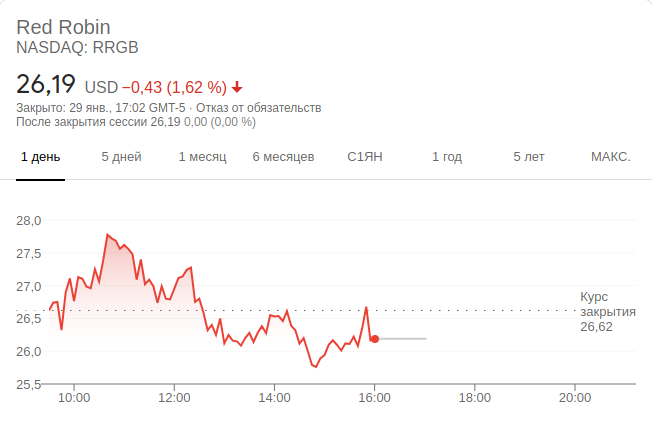 Red Robin
NASDAQ: RRGB
26,19 USD −0,43 (1,62 %)
Закрыто: 29 янв., 17:02 GMT-5 · Отказ от обязательств
После закрытия сессии 26,19 0,00 (0,00 %)
1 день 5 дней 1 месяц 6 месяцев С1ЯН 1 год 5 лет МАКС.
28,0
27,5
27,0
26,5
26,0
25,5
Курс
закрытия
26,62
10:00 12:00 14:00 16:00 18:00 20:00